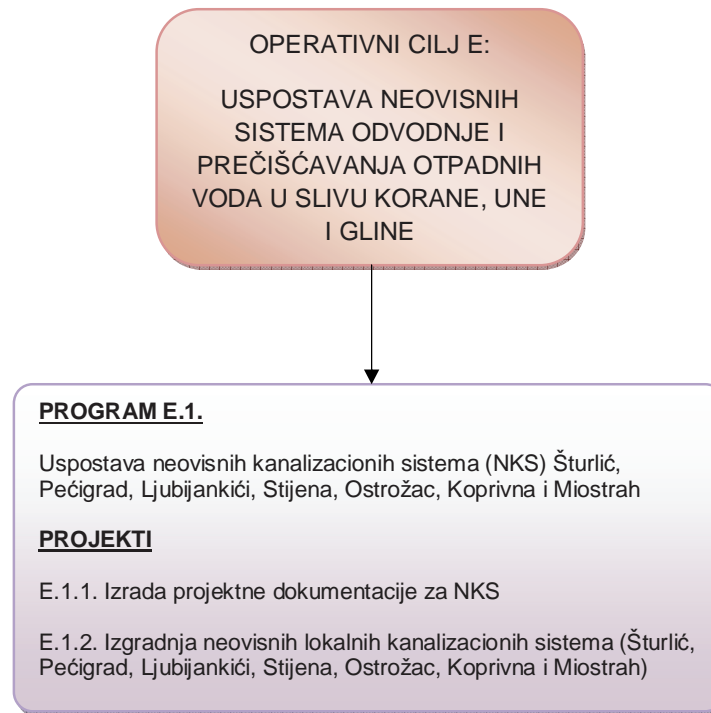 OPERATIVNI CILJ E:
USPOSTAVA NEOVISNIH
SISTEMA ODVODNJE I
PREČIŠĆAVANJA OTPADNIH
VODA U SLIVU KORANE, UNE
I GLINE
PROGRAM E.1.
Uspostava neovisnih kanalizacionih sistema (NKS) Šturlić,
Pećigrad, Ljubijankići, Stijena, Ostrožac, Koprivna i Miostrah
PROJEKTI
E.1.1. Izrada projektne dokumentacije za NKS
E.1.2. Izgradnja neovisnih lokalnih kanalizacionih sistema (Šturlić,
Pećigrad, Ljubijankići, Stijena, Ostrožac, Koprivna i Miostrah)